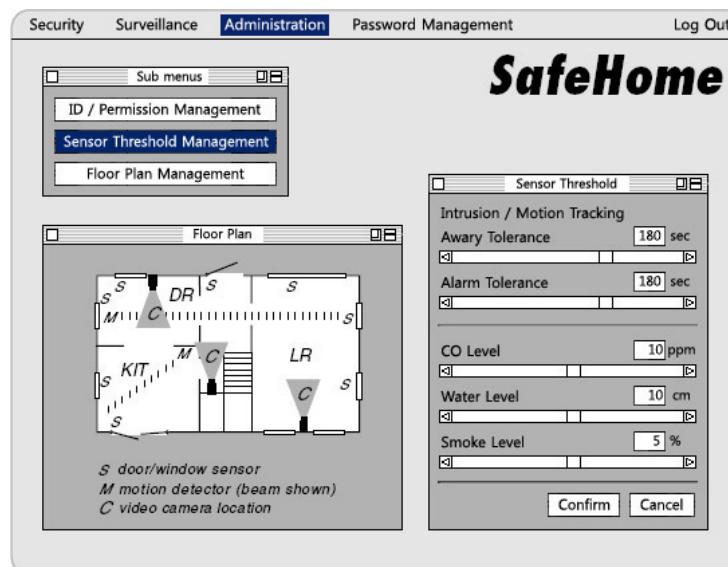 Security Surveillance Administration Password Management Log Out
SafeHome
Sub menus
ID / Permission Management
Sensor Threshold Management
Floor Plan Management
Floor Plan
S S S
S DR
M C S
KIT M C LR
S C S
S
S door/window sensor
M motion detector (beam shown)
C video camera location
Sensor Threshold
Intrusion / Motion Tracking
Awary Tolerance 180 sec
Alarm Tolerance 180 sec
CO Level 10 ppm
Water Level 10 cm
Smoke Level 5 %
Confirm Cancel